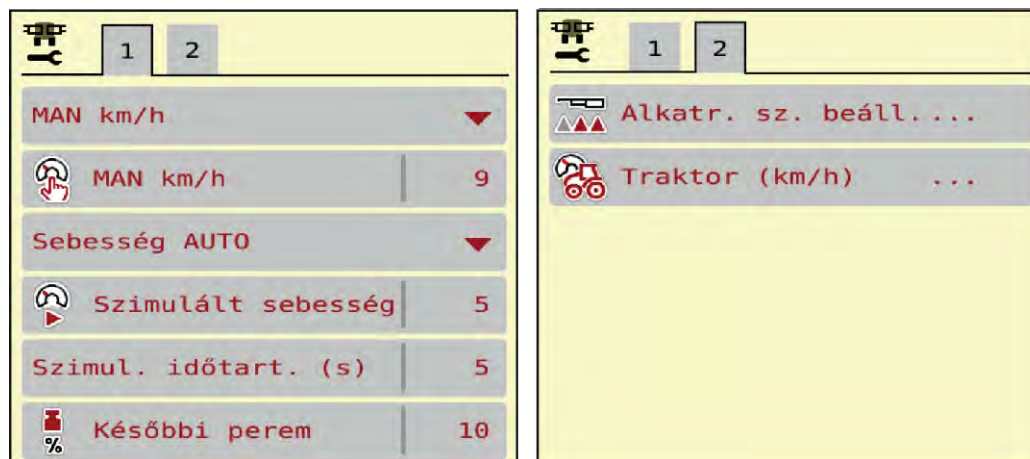 1 2
MAN km/h
MAN km/h 9
Sebesség AUTO
Szimulált sebesség 5
Szimul. időtart. (s) 5
% Későbbi perem 10
1 2
Alkatr. sz. beáll....
Traktor (km/h) ...